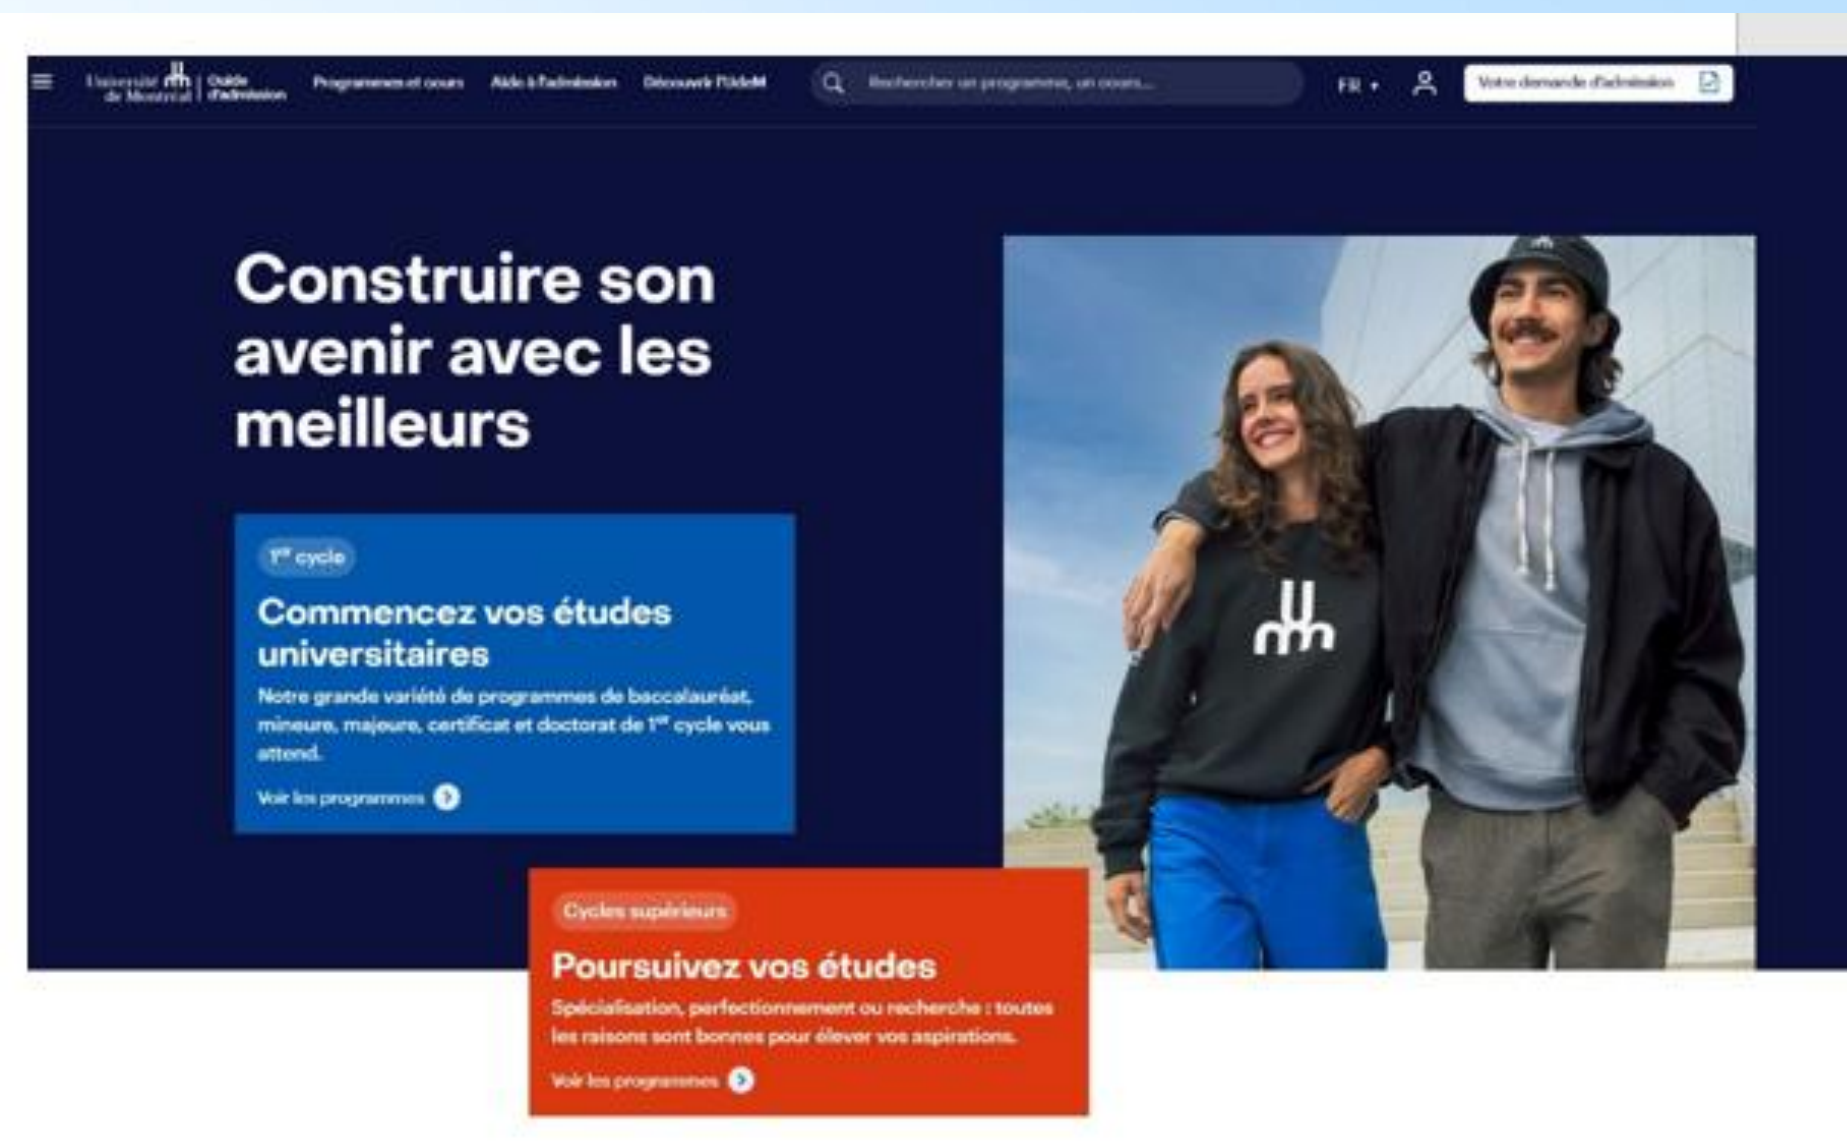 Université
de Montréal
Guide
d'admission
Programmes et cours
Aide à l'admission
Découvrir l'UdeM
Rechercher un programme, un cours...
FR
Votre demande d'admission
Construire son
avenir avec les
meilleurs
1er cycle
Commencez vos études
universitaires
Notre grande variété de programmes de baccalauréat,
mineure, majeure, certificat et doctorat de 1er cycle vous
attend.
Voir les programmes
Cycles supérieurs
Poursuivez vos études
Spécialisation, perfectionnement ou recherche : toutes
les raisons sont bonnes pour élever vos aspirations.
Voir les programmes